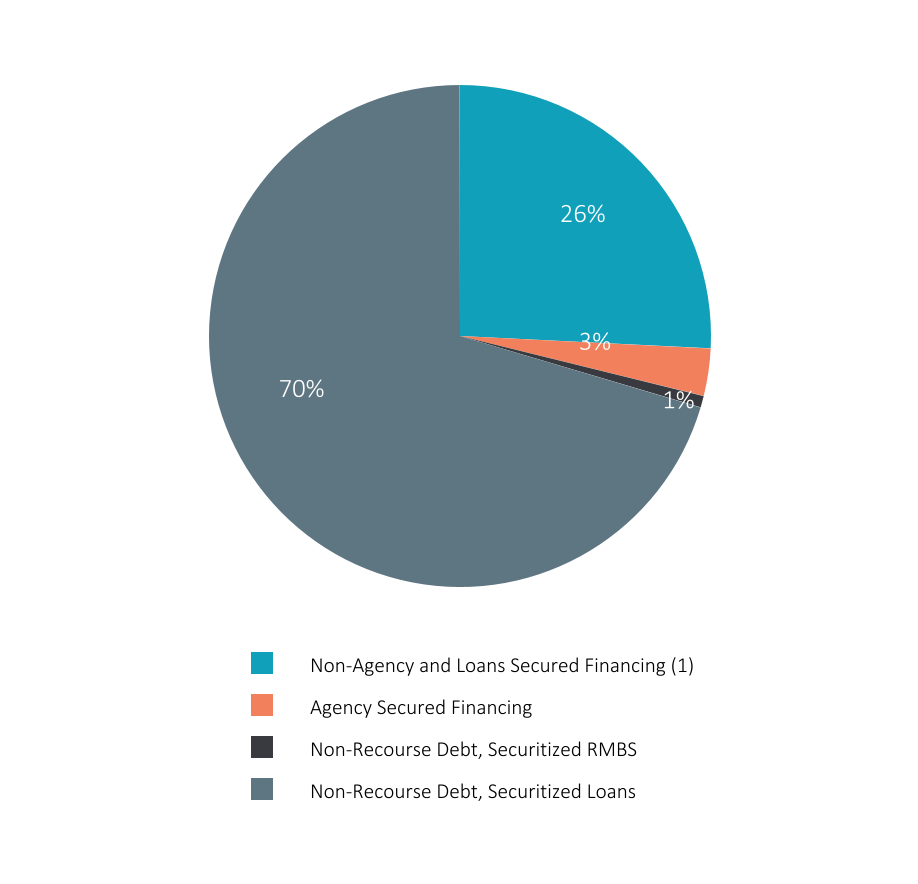 26%
3%
1%
70%
Non-Agency and Loans Secured Financing (1)
Agency Secured Financing
Non-Recourse Debt, Securitized RMBS
Non-Recourse Debt, Securitized Loans